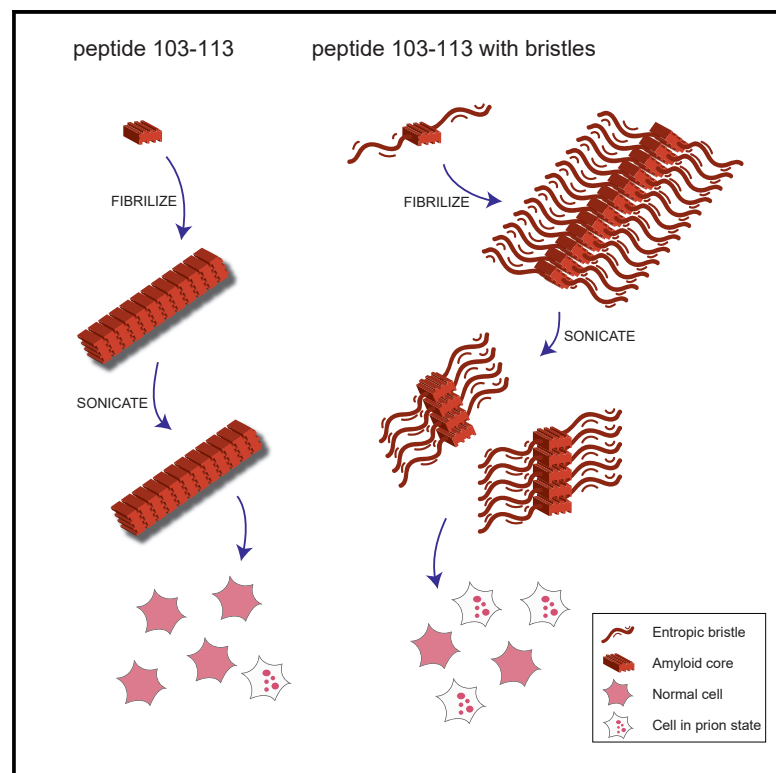 peptide 103-113
peptide 103-113 with bristles
FIBRILIZE
FIBRILIZE
SONICATE
SONICATE
Entropic bristle
Amyloid core
Normal cell
Cell in prion state